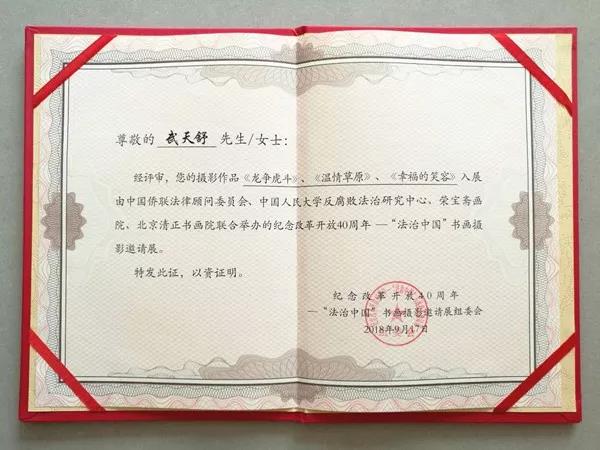 尊敬的 武天舒 先生/女士:
经评审,您的摄影作品《龙争虎斗》、《温情草原》、《幸福的笑容》入展
由中国侨联法律顾问委员会、中国人民大学反腐败法治研究中心、荣宝斋画
院、北京清正书画院联合举办的纪念改革开放40周年—“法治中国”书画摄
影邀请展。
特发此证,以资证明。
纪念改革开放40周年
—“法治中国”书画摄影邀请展组委会
2018年9月17日